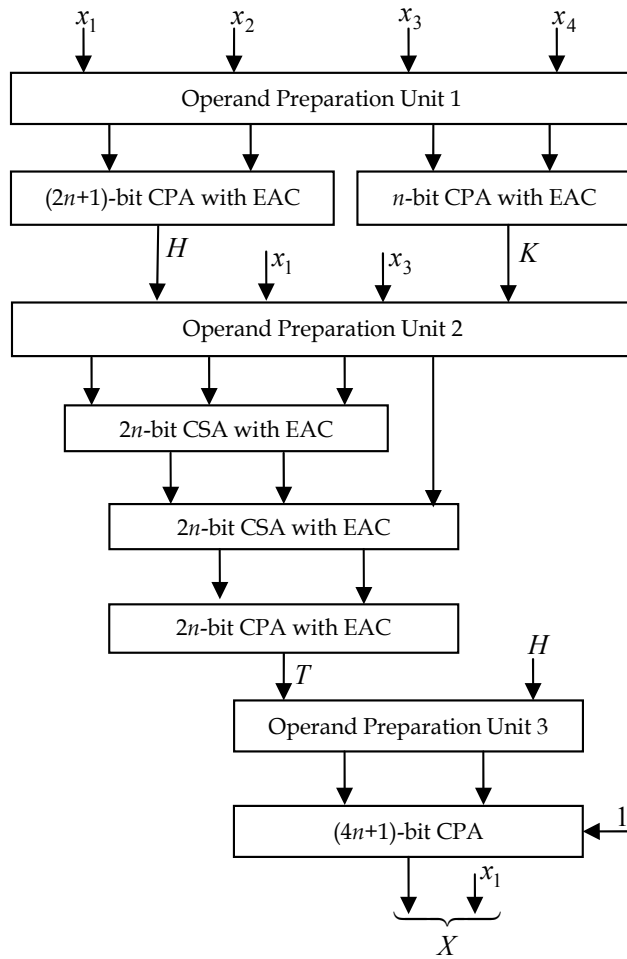 x1 x2 x3 x4
Operand Preparation Unit 1
(2n+1)-bit CPA with EAC
n-bit CPA with EAC
H x1 x3 K
Operand Preparation Unit 2
2n-bit CSA with EAC
2n-bit CSA with EAC
2n-bit CPA with EAC
T H
Operand Preparation Unit 3
(4n+1)-bit CPA 1
x1
X